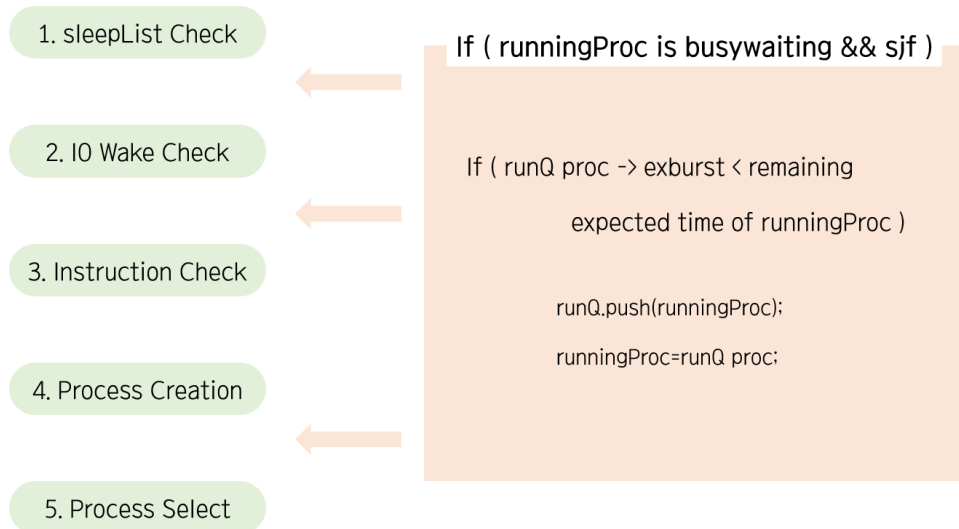 1. sleepList Check
2. IO Wake Check
3. Instruction Check
4. Process Creation
5. Process Select
If ( runningProc is busywaiting && sjf )
If ( runQ proc -> exburst < remaining
expected time of runningProc )
runQ.push(runningProc);
runningProc=runQ proc;